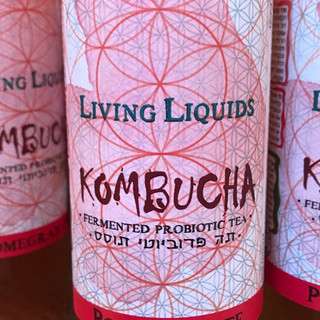 LIVING LIQUIDS
KOMBUCHA
· FERMENTED PROBIOTIC TEA ·
· תה פרוביוטי תוסס ·